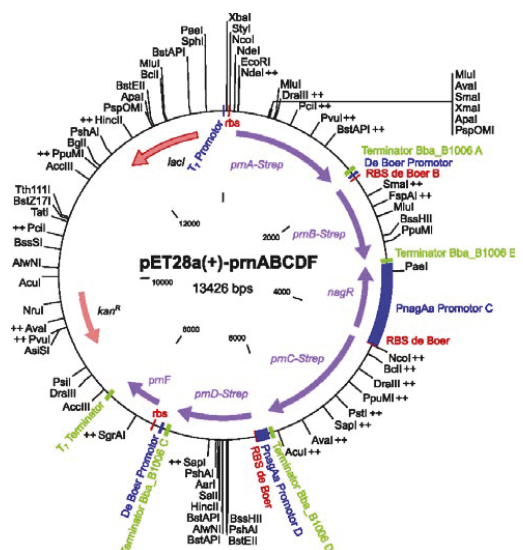 XbaI
StyI
NcoI
NdeI
EcoRI
NdeI ++
MluI
DraIII ++
PciI ++
PvuI ++
BstAPI ++
MluI
AvaI
SmaI
XmaI
ApaI
PspOMI
Terminator Bba_B1006 A
De Boer Promotor
RBS de Boer B
SmaI ++
FspAI ++
MluI
BssHII
PpuMI
Terminator Bba_B1006 B
PaeI
PnagAa Promotor C
RBS de Boer
NcoI ++
BclI ++
DraIII ++
PpuMI ++
PstI ++
SapI ++
AvaI ++
AcuI ++
Terminator Bba_B1006 D
PnagAa Promotor D
RBS de Boer
BssHII
PshAI
BstEII
++ SapI
PshAI
AarI
SalI
HincII
BstAPI
AlwNI
BstAPI
Terminator Bba_B1006 C
De Boer Promotor
rbs
++ SgrAI
T7 Terminator
AccIII
DraIII
PsiI
AsiSI
++ PvuI
++ AvaI
NruI
AcuI
AlwNI
BssSI
++ PciI
TatI
BstZ17I
Tth111I
AccIII
++ PpuMI
BglI
PshAI
++ HincII
PspOMI
ApaI
BstEII
BclI
MluI
BstAPI
SphI
PaeI
T7 Promotor
rbs
lacI
prnA-Strep
prnB-Strep
nagR
prnC-Strep
prnD-Strep
prnF
kanR
I
2000
4000
6000
8000
10000
12000
pET28a(+)-prnABCDF
13426 bps